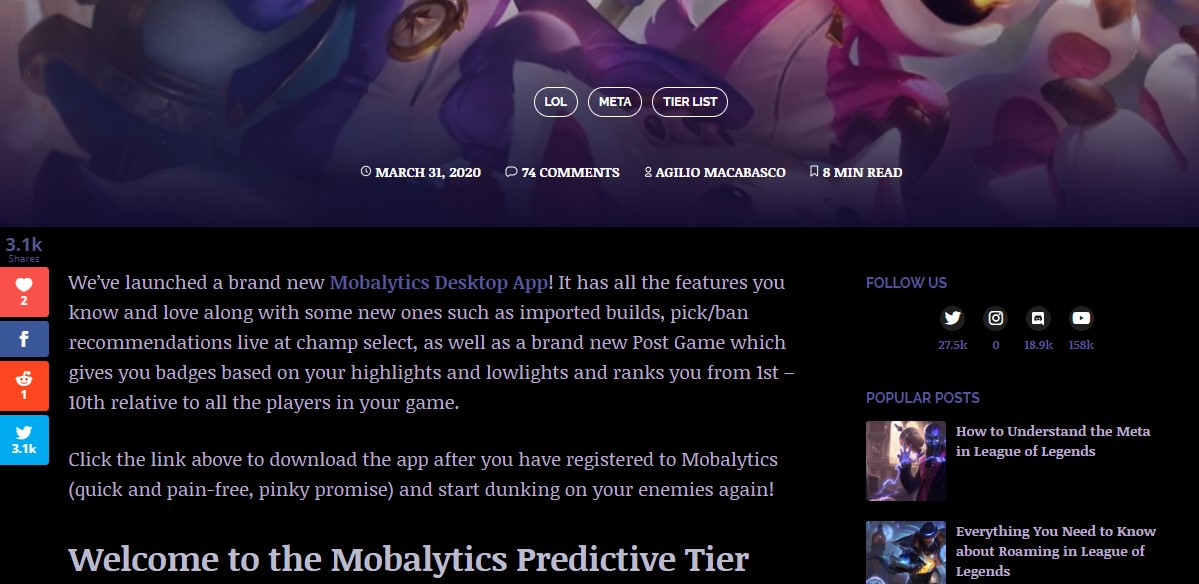 LOL META TIER LIST
MARCH 31, 2020 74 COMMENTS AGILIO MACABASCO 8 MIN READ
3.1k
Shares
2
1
3.1k
We've launched a brand new Mobalytics Desktop App! It has all the features you
know and love along with some new ones such as imported builds, pick/ban
recommendations live at champ select, as well as a brand new Post Game which
gives you badges based on your highlights and lowlights and ranks you from 1st –
10th relative to all the players in your game.
Click the link above to download the app after you have registered to Mobalytics
(quick and pain-free, pinky promise) and start dunking on your enemies again!
Welcome to the Mobalytics Predictive Tier
FOLLOW US
27.5k 0 18.9k 158k
POPULAR POSTS
How to Understand the Meta
in League of Legends
Everything You Need to Know
about Roaming in League of
Legends